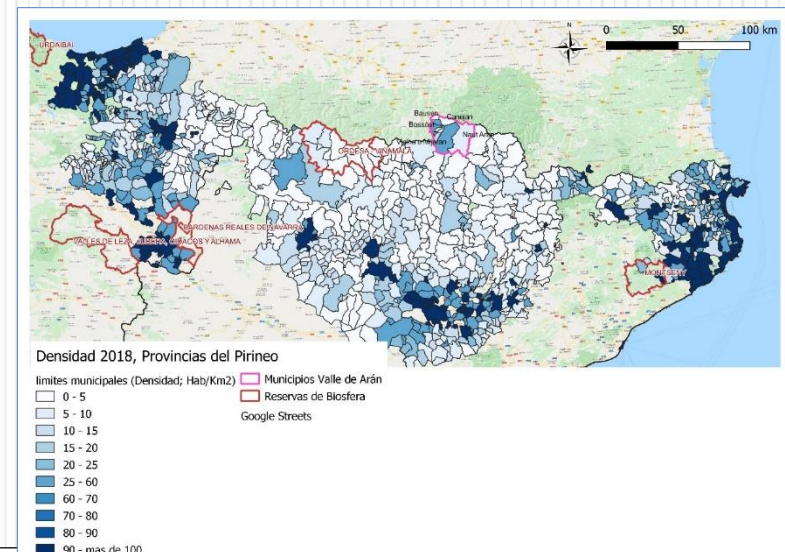 URDAIBAI
N
0 50 100 km
Bausen
Canejan
Bossòst
Naut Aran
ORDESA - VIÑAMALA
BARDENAS REALES DE NAVARRA
VALLES DE LEZA, JUBERA, CIDACOS Y ALHAMA
MONTSENY
Densidad 2018, Provincias del Pirineo
limites municipales (Densidad; Hab/Km2)
0 - 5
5 - 10
10 - 15
15 - 20
20 - 25
25 - 60
60 - 70
70 - 80
80 - 90
90 - mas de 100
Municipios Valle de Arán
Reservas de Biosfera
Google Streets